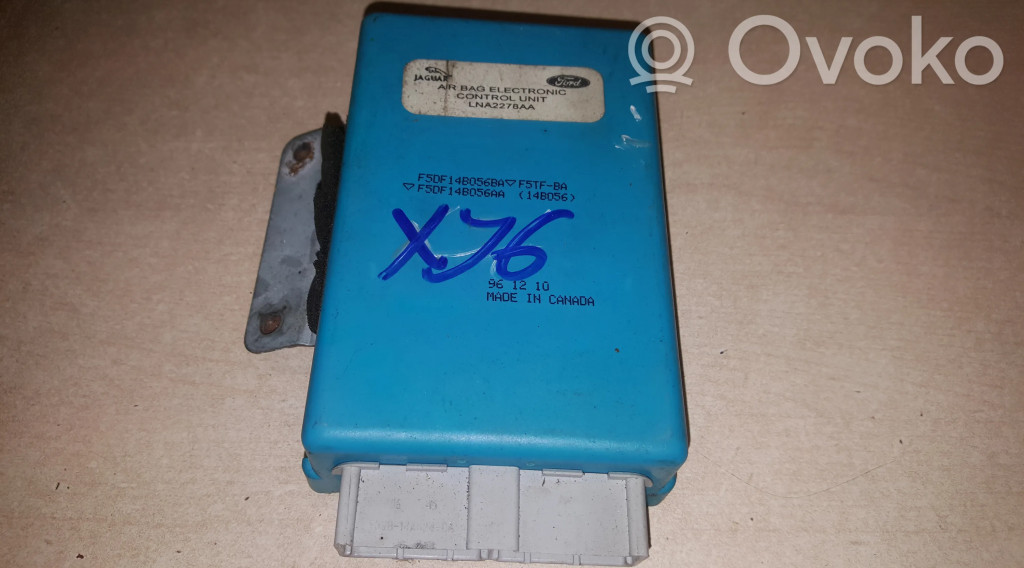 Ovoko
JAGUAR
Ford
AIR BAG ELECTRONIC
CONTROL UNIT
LNA2278AA
F5DF14B056BA▽F5TF-BA
▽F5DF14B056AA (14B056)
XJ6
96 12 10
MADE IN CANADA